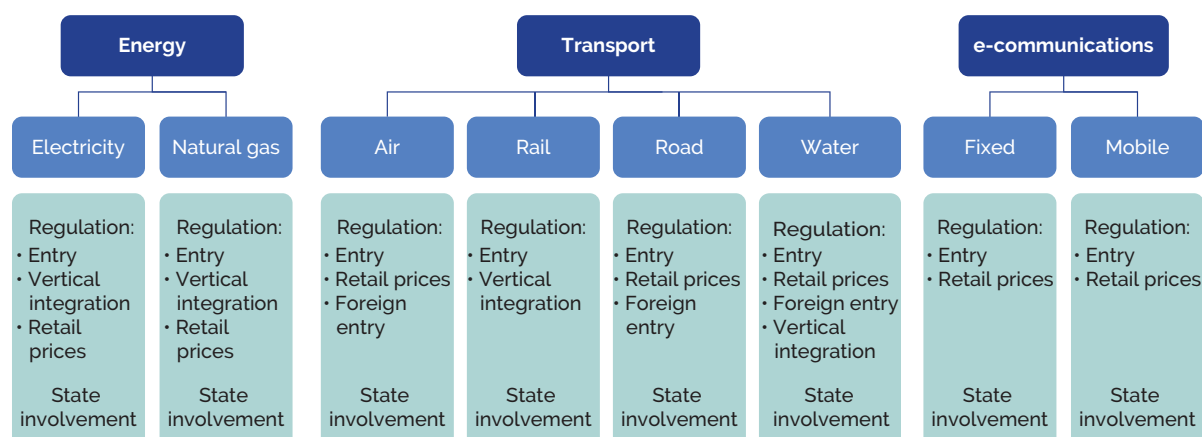 Energy
Transport
e-communications
Electricity
Natural gas
Air
Rail
Road
Water
Fixed
Mobile
Regulation:
• Entry
• Vertical
integration
• Retail
prices
State
involvement
Regulation:
• Entry
• Vertical
integration
• Retail
prices
State
involvement
Regulation:
• Entry
• Retail prices
• Foreign
entry
State
involvement
Regulation:
• Entry
• Vertical
integration
State
involvement
Regulation:
• Entry
• Retail prices
• Foreign
entry
State
involvement
Regulation:
• Entry
• Retail prices
• Foreign entry
• Vertical
integration
State
involvement
Regulation:
• Entry
• Retail prices
State
involvement
Regulation:
• Entry
• Retail prices
State
involvement